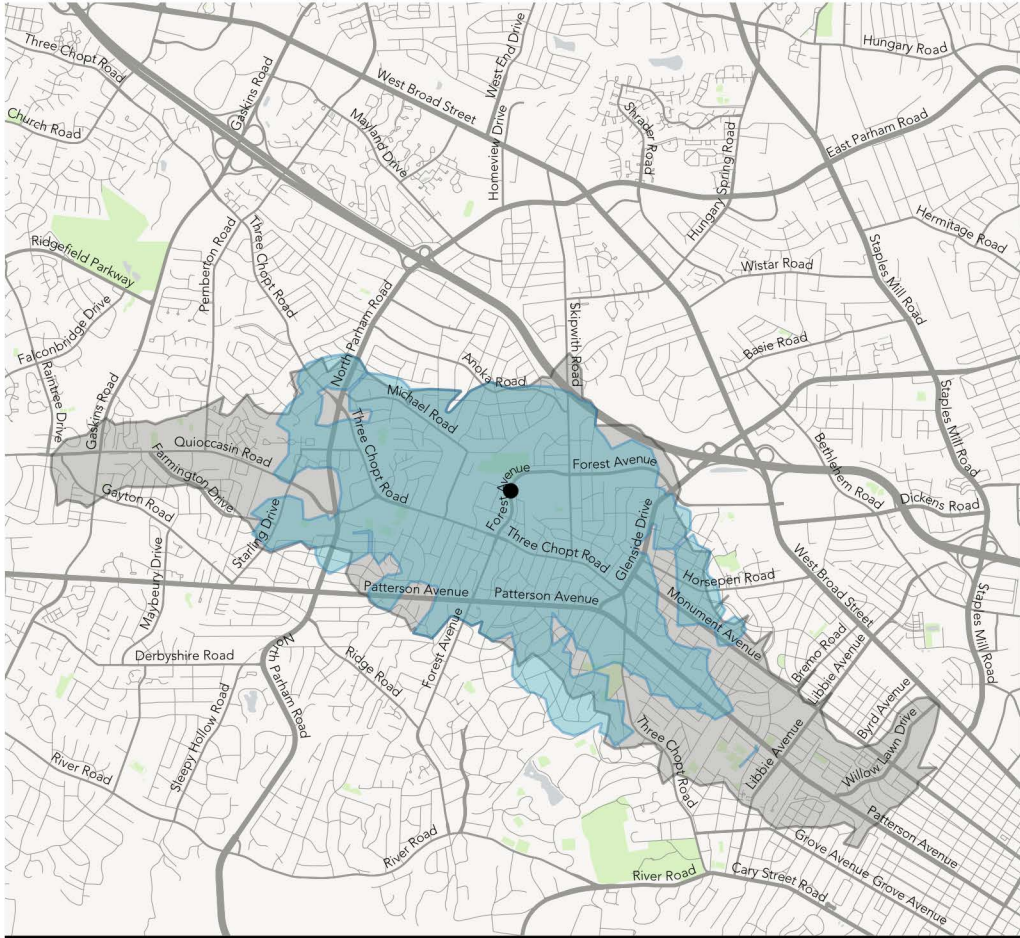 Three Chopt Road
Gaskins Road
West Broad Street
West End Drive
Hungary Road
Church Road
Mayland Drive
Homeview Drive
Shrader Road
Hungary Spring Road
East Parham Road
Ridgefield Parkway
Pemberton Road
Three Chopt Road
Hermitage Road
Wistar Road
Staples Mill Road
Falconbridge Drive
North Parham Road
Skipwith Road
Basie Road
Raintree Drive
Gaskins Road
Anoka Road
Michael Road
Staples Mill Road
Quioccasin Road
Three Chopt Road
Forest Avenue
Bethlehem Road
Farmington Drive
Gayton Road
Forest Avenue
Dickens Road
Starling Drive
Three Chopt Road
Glenside Drive
Maybeury Drive
Patterson Avenue
Patterson Avenue
Horsepen Road
West Broad Street
Monument Avenue
Staples Mill Road
Derbyshire Road
North Parham Road
Ridge Road
Forest Avenue
Bremo Road
Libbie Avenue
Sleepy Hollow Road
Byrd Avenue
River Road
Three Chopt Road
Libbie Avenue
Willow Lawn Drive
Patterson Avenue
River Road
Grove Avenue
Grove Avenue
River Road
Cary Street Road